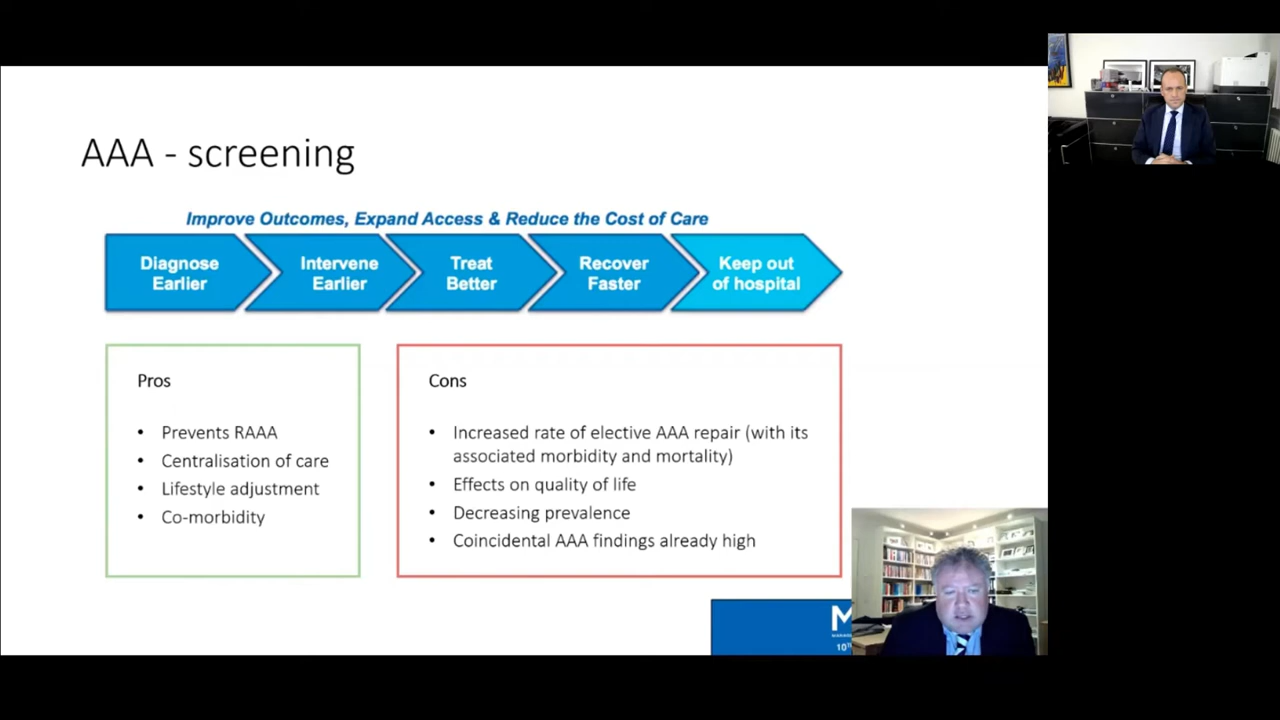 AAA - screening
Improve Outcomes, Expand Access & Reduce the Cost of Care
Diagnose
Earlier
Intervene
Earlier
Treat
Better
Recover
Faster
Keep out
of hospital
Pros
• Prevents RAAA
• Centralisation of care
• Lifestyle adjustment
• Co-morbidity
Cons
• Increased rate of elective AAA repair (with its
associated morbidity and mortality)
• Effects on quality of life
• Decreasing prevalence
• Coincidental AAA findings already high
M